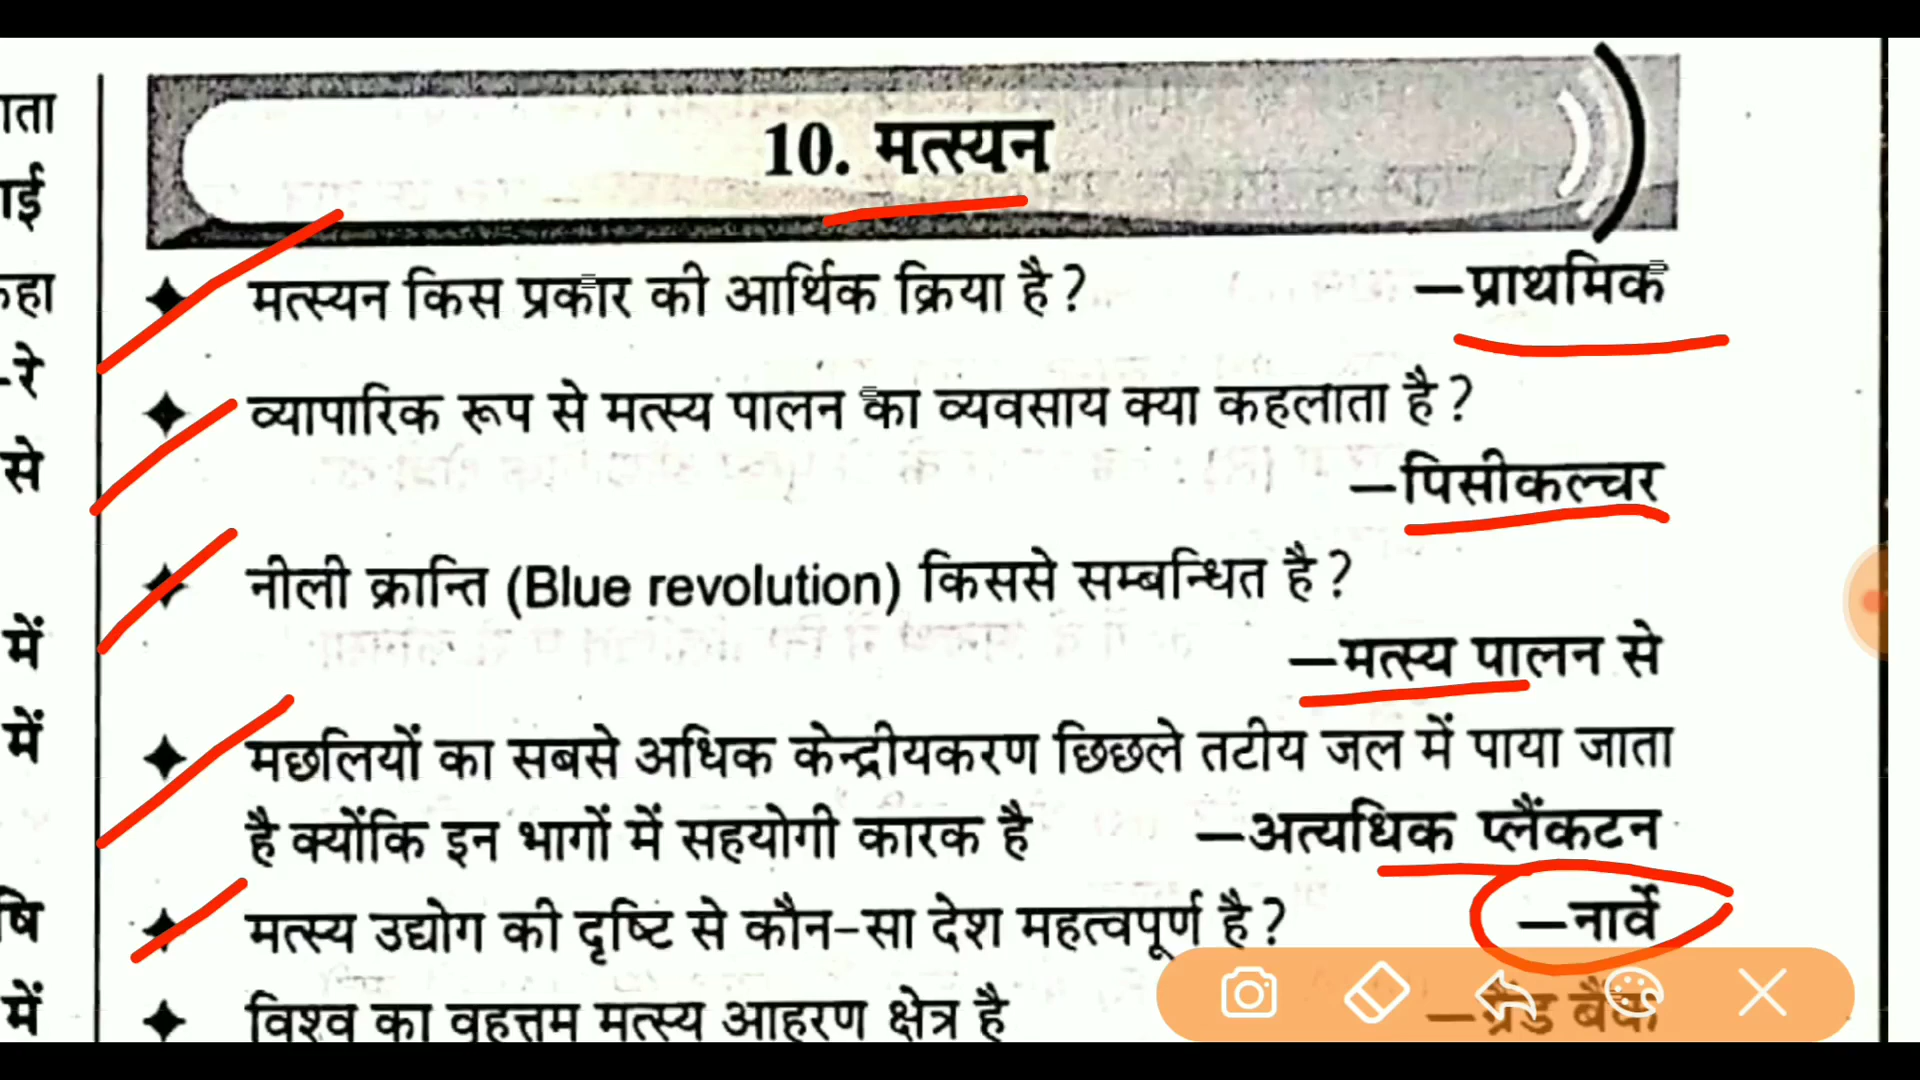 ाता
ाई
कहा
-रे
से
में
में
षि
में
10. मत्स्यन
मत्स्यन किस प्रकार की आर्थिक क्रिया है? —प्राथमिक
व्यापारिक रूप से मत्स्य पालन का व्यवसाय क्या कहलाता है?
—पिसीकल्चर
नीली क्रान्ति (Blue revolution) किससे सम्बन्धित है?
—मत्स्य पालन से
मछलियों का सबसे अधिक केन्द्रीयकरण छिछले तटीय जल में पाया जाता
है क्योंकि इन भागों में सहयोगी कारक है —अत्यधिक प्लैंकटन
मत्स्य उद्योग की दृष्टि से कौन-सा देश महत्वपूर्ण है? —नार्वे
विश्व का वृहत्तम मत्स्य आहरण क्षेत्र है —ग्रैंड बैंक